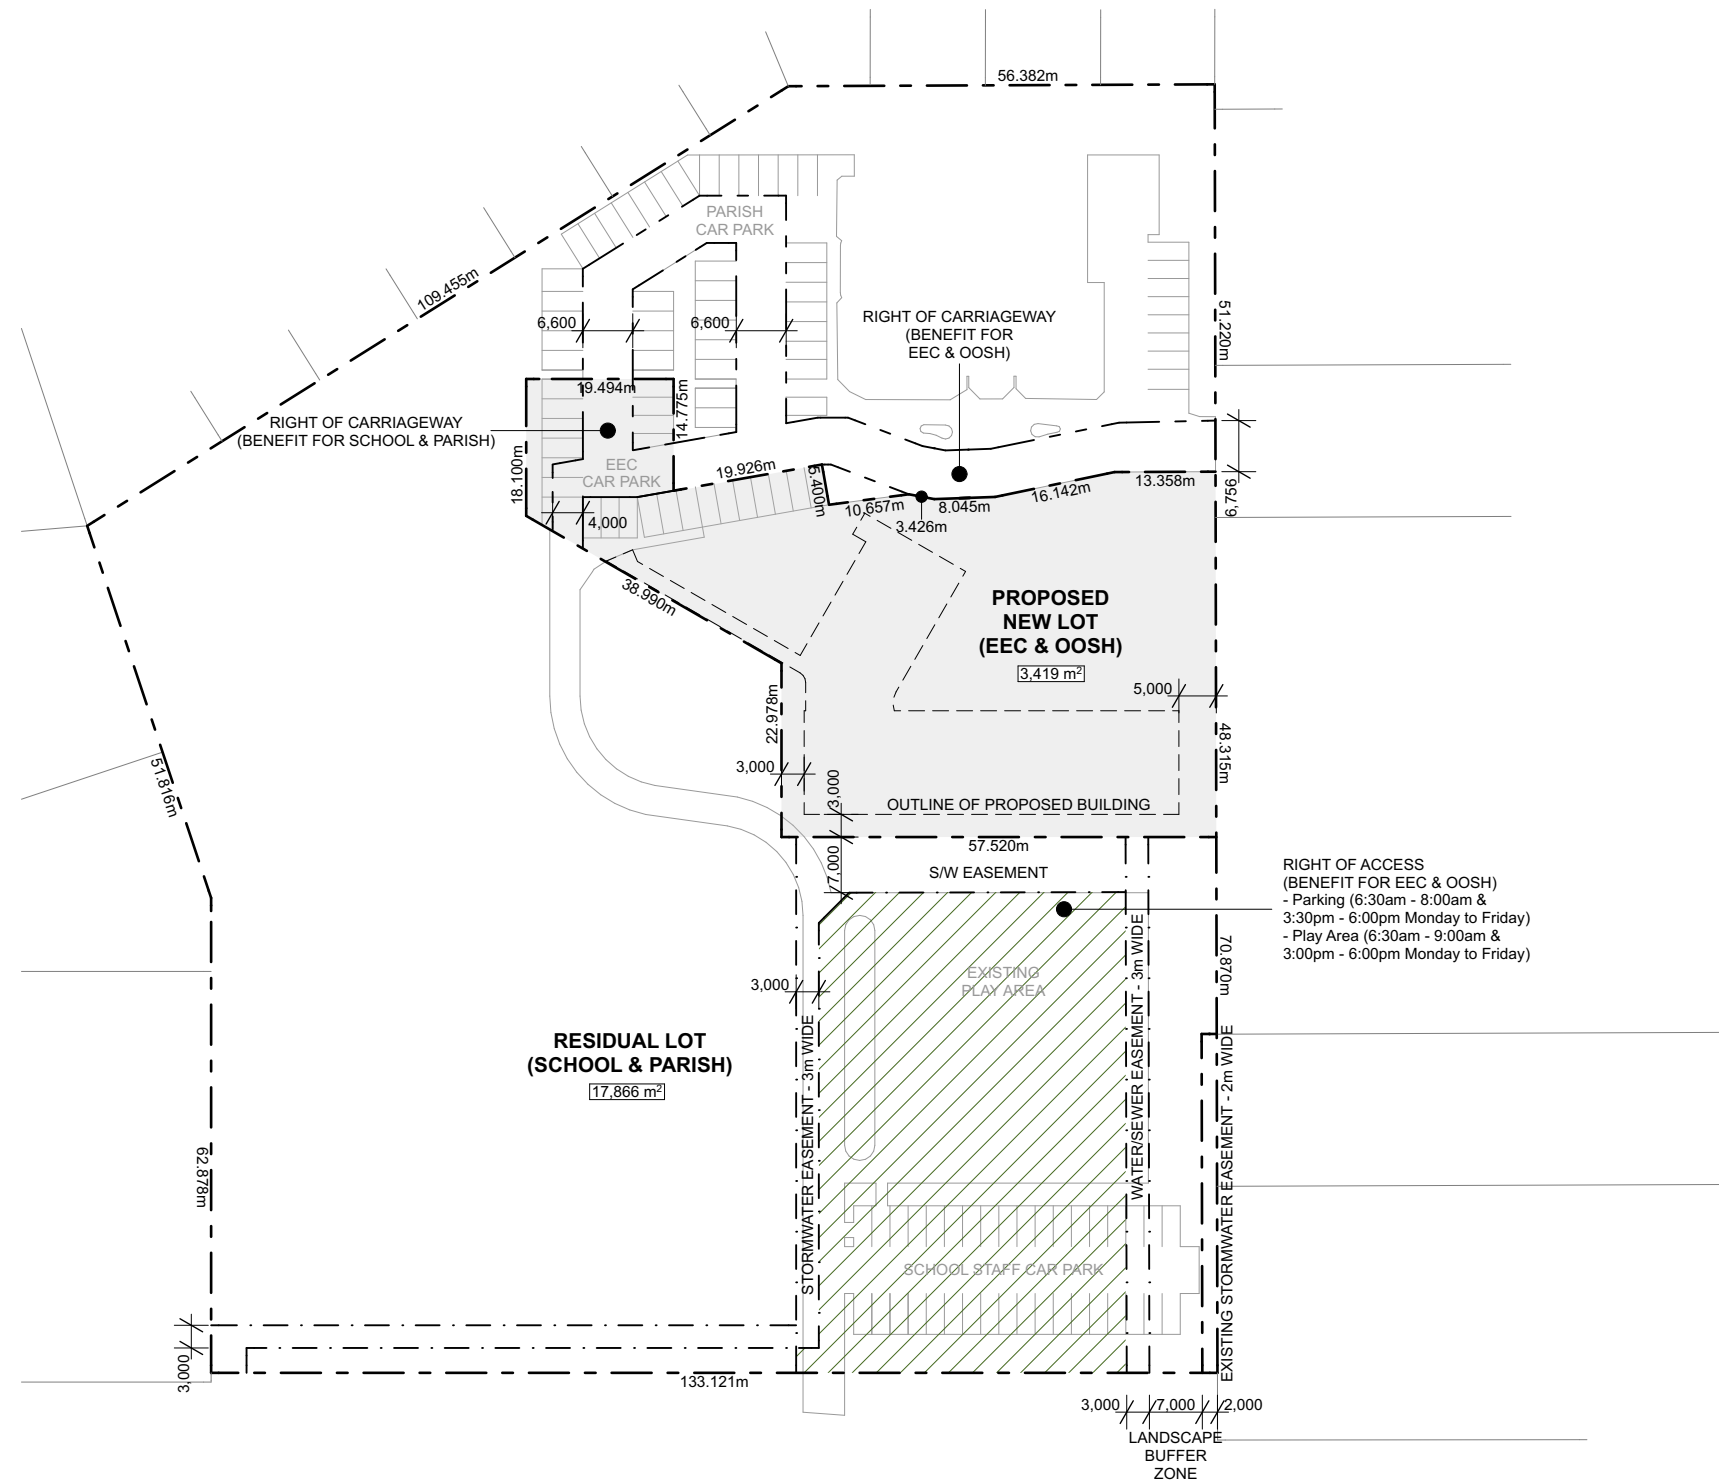 56.382m
PARISH
CAR PARK
109.455m
6,600
6,600
RIGHT OF CARRIAGEWAY
(BENEFIT FOR
EEC & OOSH)
51.220m
19.494m
14.775m
RIGHT OF CARRIAGEWAY
(BENEFIT FOR SCHOOL & PARISH)
18.100m
EEC
CAR PARK
19.926m
5.400m
10.657m
3.426m
8.045m
16.142m
13.358m
6,796
4,000
38.990m
PROPOSED
NEW LOT
(EEC & OOSH)
3,419 m²
5,000
22.978m
48.315m
51.816m
3,000
3,000
OUTLINE OF PROPOSED BUILDING
57.520m
7,000
S/W EASEMENT
RIGHT OF ACCESS
(BENEFIT FOR EEC & OOSH)
- Parking (6:30am - 8:00am &
3:30pm - 6:00pm Monday to Friday)
- Play Area (6:30am - 9:00am &
3:00pm - 6:00pm Monday to Friday)
70.870m
EXISTING
PLAY AREA
3,000
RESIDUAL LOT
(SCHOOL & PARISH)
17,866 m²
STORMWATER EASEMENT - 3m WIDE
WATER/SEWER EASEMENT - 3m WIDE
EXISTING STORMWATER EASEMENT - 2m WIDE
62.878m
SCHOOL STAFF CAR PARK
3,000
133.121m
3,000
7,000
2,000
LANDSCAPE
BUFFER
ZONE